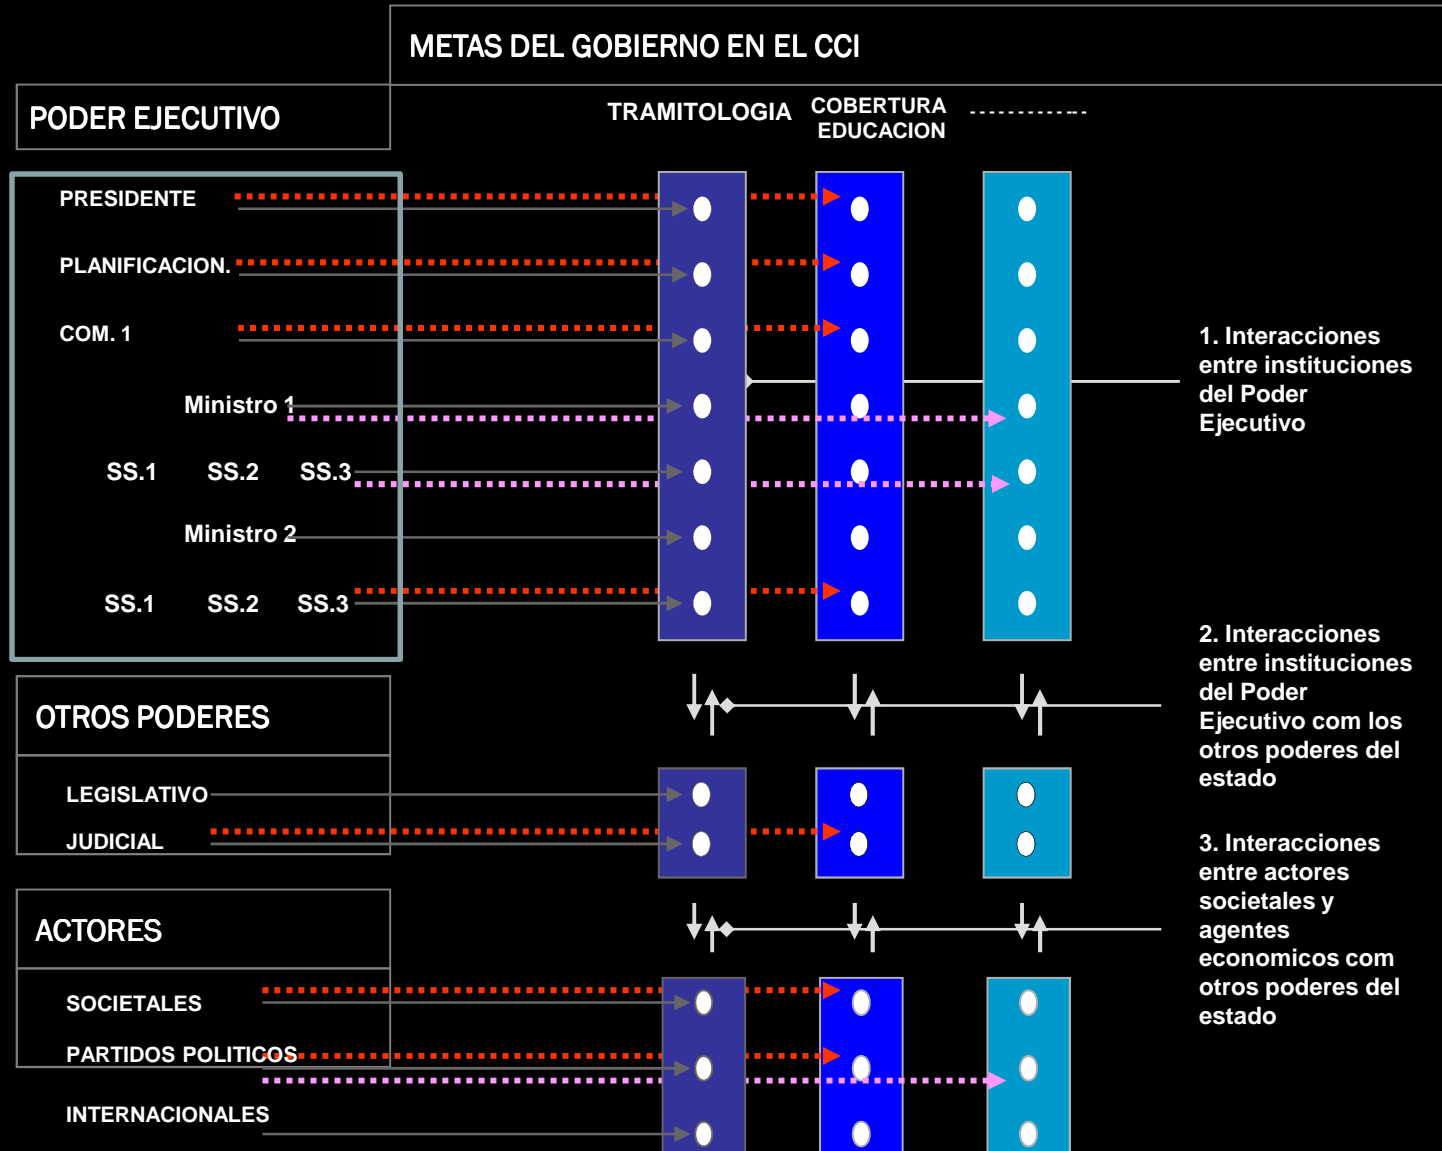 METAS DEL GOBIERNO EN EL CCI
PODER EJECUTIVO
TRAMITOLOGIA
COBERTURA
EDUCACION
------------
PRESIDENTE
PLANIFICACION.
COM. 1
Ministro 1
SS.1 SS.2 SS.3
Ministro 2
SS.1 SS.2 SS.3
1. Interacciones
entre instituciones
del Poder
Ejecutivo
OTROS PODERES
LEGISLATIVO
JUDICIAL
2. Interacciones
entre instituciones
del Poder
Ejecutivo com los
otros poderes del
estado
ACTORES
SOCIETALES
PARTIDOS POLITICOS
INTERNACIONALES
3. Interacciones
entre actores
societales y
agentes
economicos com
otros poderes del
estado